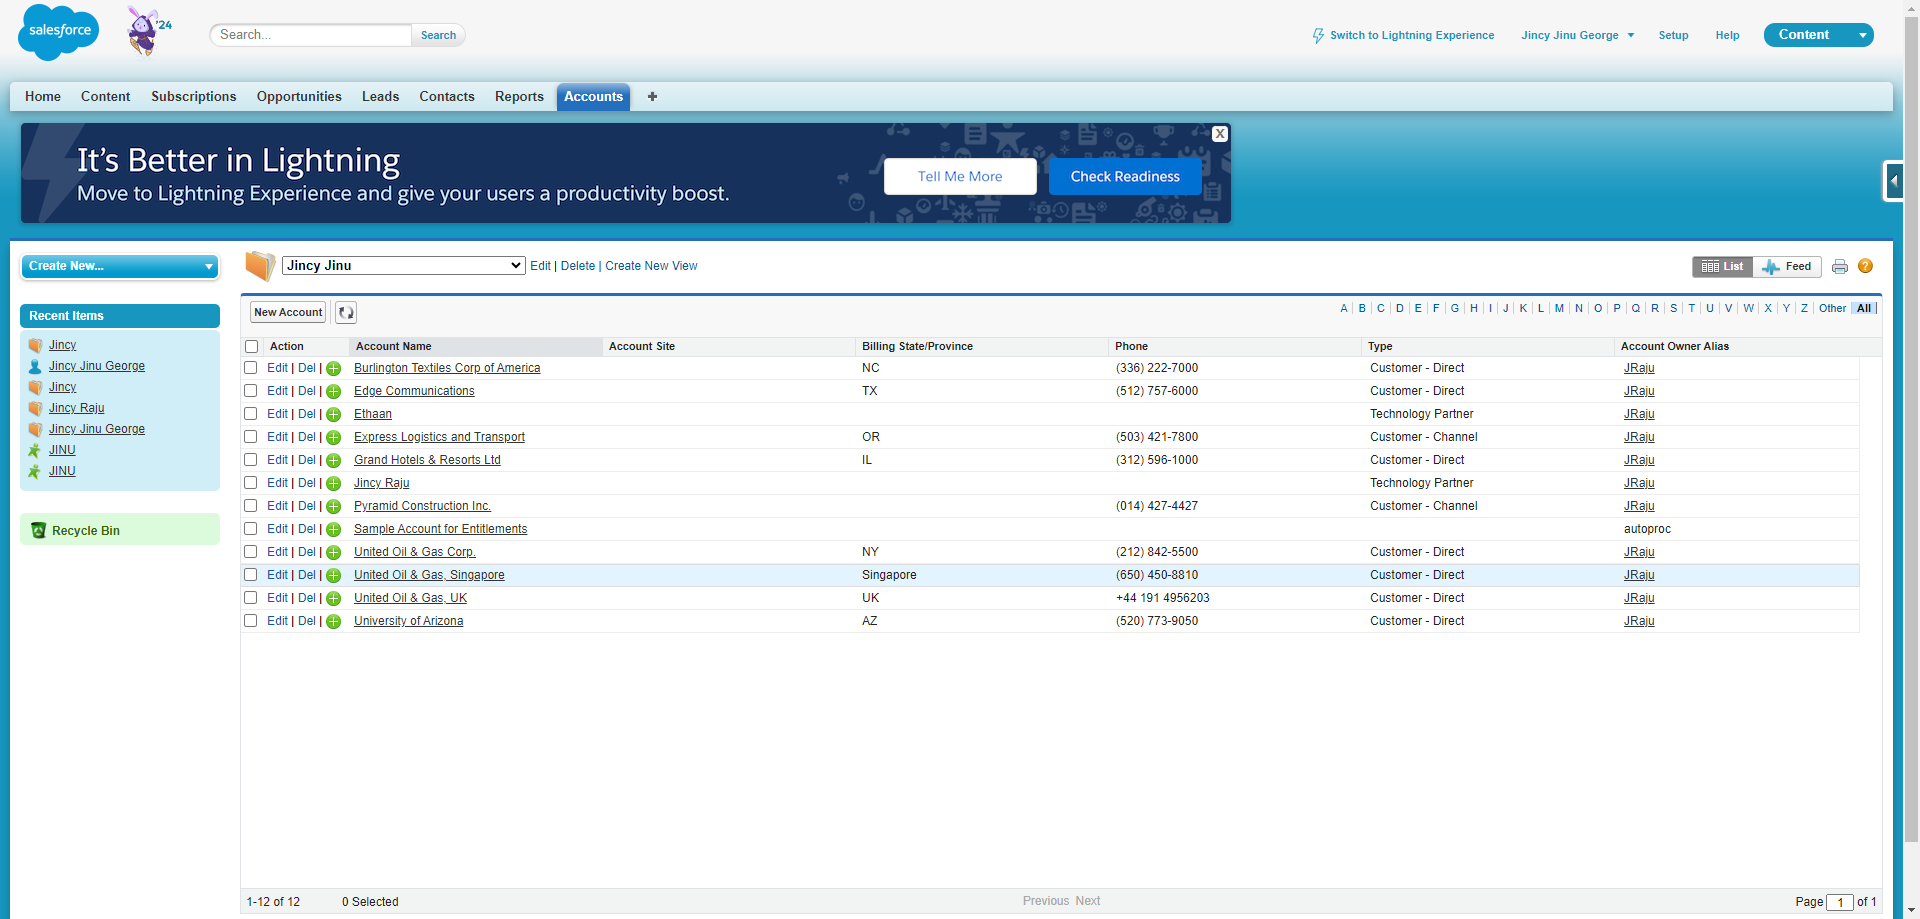 salesforce
'24
Search...
Search
Switch to Lightning Experience
Jincy Jinu George
Setup
Help
Content
Home
Content
Subscriptions
Opportunities
Leads
Contacts
Reports
Accounts
+
It's Better in Lightning
Move to Lightning Experience and give your users a productivity boost.
Tell Me More
Check Readiness
X
Create New...
Recent Items
Jincy
Jincy Jinu George
Jincy
Jincy Raju
Jincy Jinu George
JINU
JINU
Recycle Bin
Jincy Jinu
Edit | Delete | Create New View
List
Feed
?
New Account
A | B | C | D | E | F | G | H | I | J | K | L | M | N | O | P | Q | R | S | T | U | V | W | X | Y | Z | Other | All |
Action Account Name Account Site Billing State/Province Phone Type Account Owner Alias
Edit | Del | Burlington Textiles Corp of America NC (336) 222-7000 Customer - Direct JRaju
Edit | Del | Edge Communications TX (512) 757-6000 Customer - Direct JRaju
Edit | Del | Ethaan Technology Partner JRaju
Edit | Del | Express Logistics and Transport OR (503) 421-7800 Customer - Channel JRaju
Edit | Del | Grand Hotels & Resorts Ltd IL (312) 596-1000 Customer - Direct JRaju
Edit | Del | Jincy Raju Technology Partner JRaju
Edit | Del | Pyramid Construction Inc. (014) 427-4427 Customer - Channel JRaju
Edit | Del | Sample Account for Entitlements autoproc
Edit | Del | United Oil & Gas Corp. NY (212) 842-5500 Customer - Direct JRaju
Edit | Del | United Oil & Gas, Singapore Singapore (650) 450-8810 Customer - Direct JRaju
Edit | Del | United Oil & Gas, UK UK +44 191 4956203 Customer - Direct JRaju
Edit | Del | University of Arizona AZ (520) 773-9050 Customer - Direct JRaju
1-12 of 12
0 Selected
Previous Next
Page 1 of 1